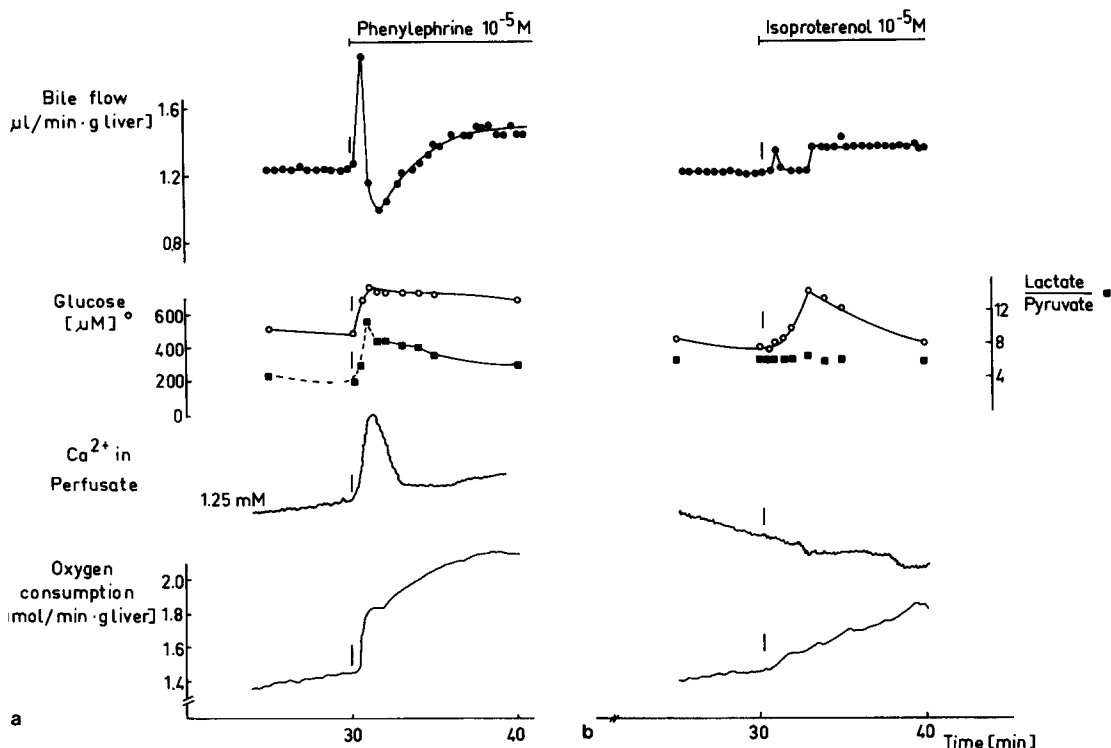 Phenylephrine 10⁻⁵M
Isoproterenol 10⁻⁵M
Bile flow
µl/min·g liver]
1.6
1.2
0.8
Glucose
[µM]
600
400
200
0
Lactate
Pyruvate
12
8
4
Ca²⁺ in
Perfusate
1.25 mM
Oxygen
consumption
mol/min·g liver]
2.0
1.8
1.6
1.4
a
30
40
b
30
40
Time [min]